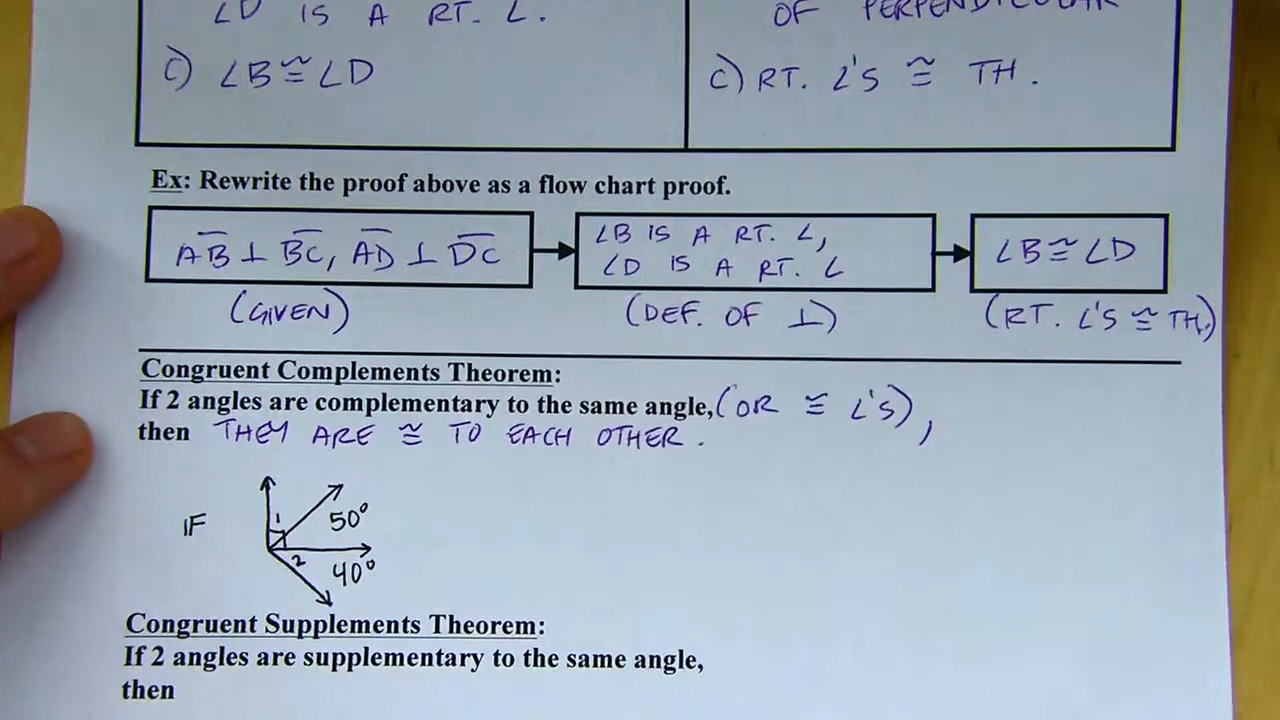 ∠D IS A RT. ∠.
OF PERPENDICULAR
C) ∠B ≅ ∠D
C) RT. ∠'S ≅ TH.
Ex: Rewrite the proof above as a flow chart proof.
AB ⊥ BC, AD ⊥ DC
(GIVEN)
∠B IS A RT. ∠,
∠D IS A RT. ∠
(DEF. OF ⊥)
∠B ≅ ∠D
(RT. ∠'S ≅ TH.)
Congruent Complements Theorem:
If 2 angles are complementary to the same angle, (OR ≅ ∠'S),
then THEY ARE ≅ TO EACH OTHER.
IF
1
50°
2
40°
Congruent Supplements Theorem:
If 2 angles are supplementary to the same angle,
then